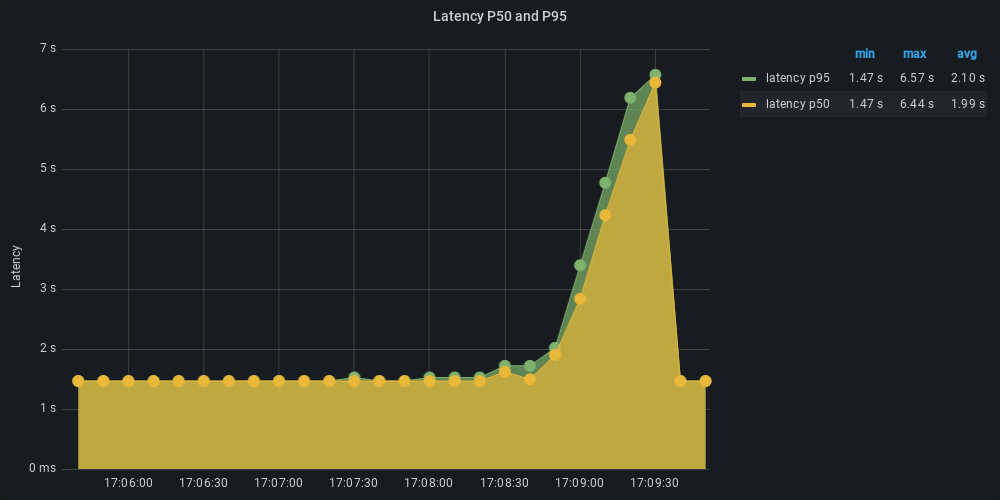 Latency P50 and P95
min max avg
latency p95 1.47 s 6.57 s 2.10 s
latency p50 1.47 s 6.44 s 1.99 s
7 s
6 s
5 s
4 s
3 s
2 s
1 s
0 ms
Latency
17:06:00 17:06:30 17:07:00 17:07:30 17:08:00 17:08:30 17:09:00 17:09:30